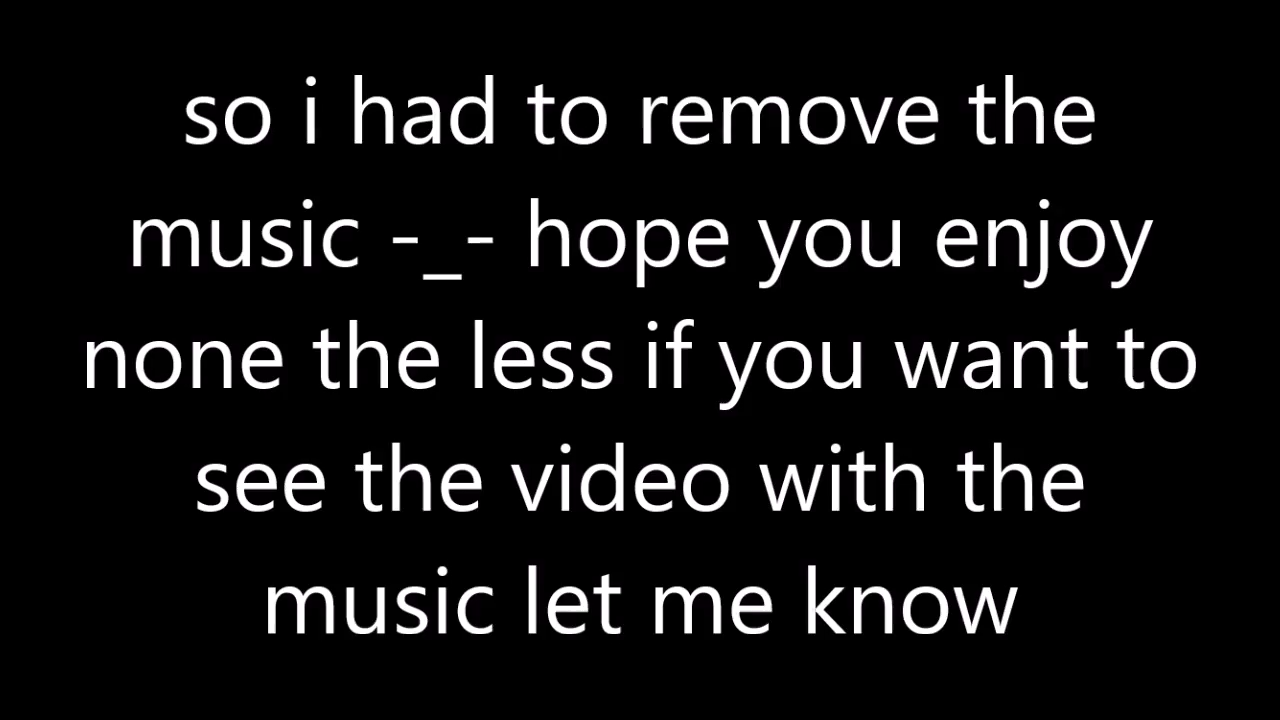 so i had to remove the
music -_- hope you enjoy
none the less if you want to
see the video with the
music let me know